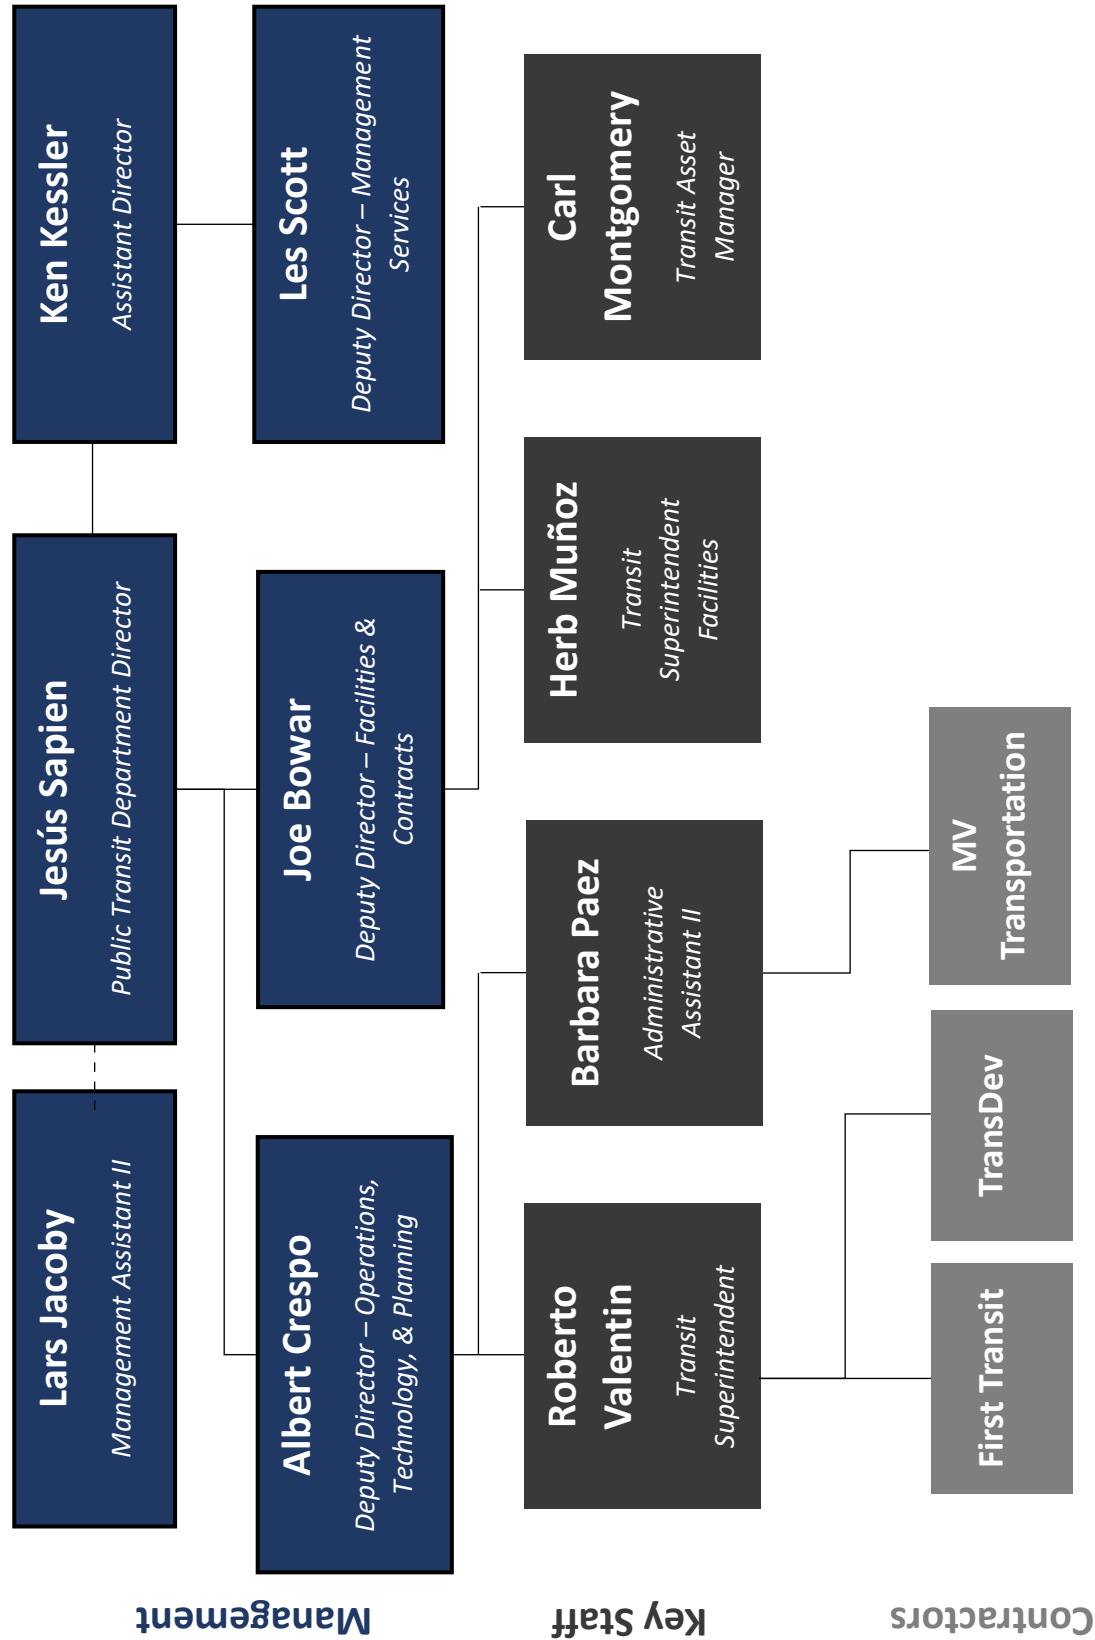 Management
Lars Jacoby
Management Assistant II
Jesús Sapien
Public Transit Department Director
Ken Kessler
Assistant Director
Albert Crespo
Deputy Director – Operations,
Technology, & Planning
Joe Bowar
Deputy Director – Facilities &
Contracts
Les Scott
Deputy Director – Management
Services
Key Staff
Roberto
Valentin
Transit
Superintendent
Barbara Paez
Administrative
Assistant II
Herb Muñoz
Transit
Superintendent
Facilities
Carl
Montgomery
Transit Asset
Manager
Contractors
First Transit
TransDev
MV
Transportation